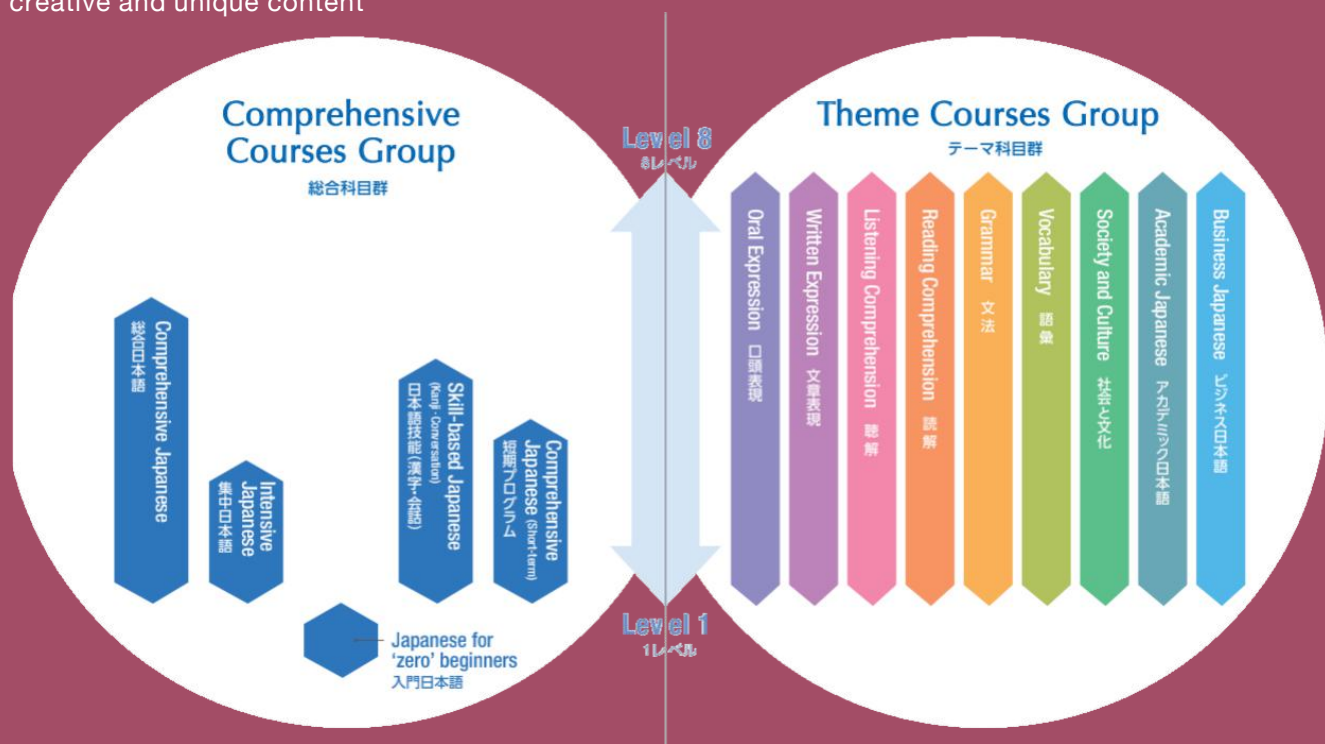 creative and unique content
Comprehensive
Courses Group
総合科目群
Comprehensive Japanese
総合日本語
Intensive
Japanese
集中日本語
Japanese for
'zero' beginners
入門日本語
Skill-based Japanese
(Kanji·Conversation)
日本語技能(漢字・会話)
Comprehensive
Japanese (Short-term)
短期プログラム
Level 8
8レベル
Level 1
1レベル
Theme Courses Group
テーマ科目群
Oral Expression 口頭表現
Written Expression 文章表現
Listening Comprehension 聴解
Reading Comprehension 読解
Grammar 文法
Vocabulary 語彙
Society and Culture 社会と文化
Academic Japanese アカデミック日本語
Business Japanese ビジネス日本語